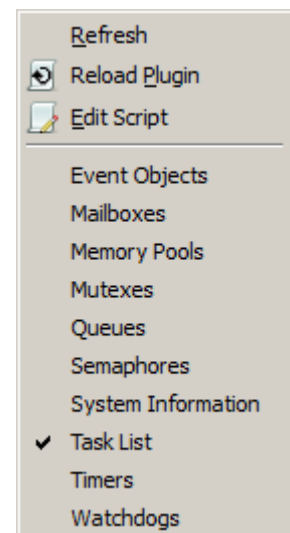 Refresh
Reload Plugin
Edit Script
Event Objects
Mailboxes
Memory Pools
Mutexes
Queues
Semaphores
System Information
Task List
Timers
Watchdogs